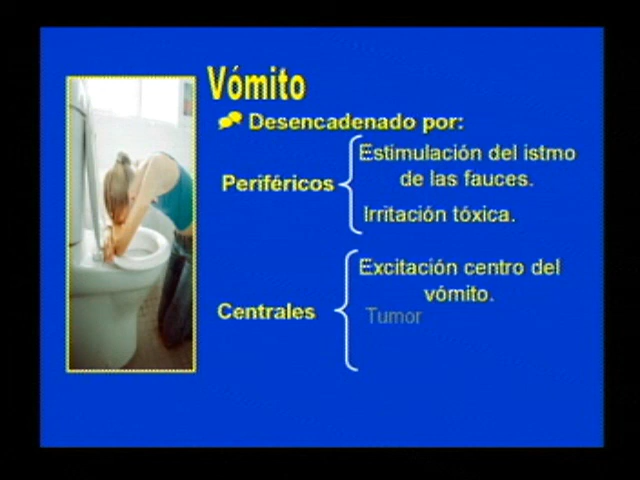 Vómito
Desencadenado por:
Periféricos
Estimulación del istmo
de las fauces.
Irritación tóxica.
Centrales
Excitación centro del
vómito.
Tumor